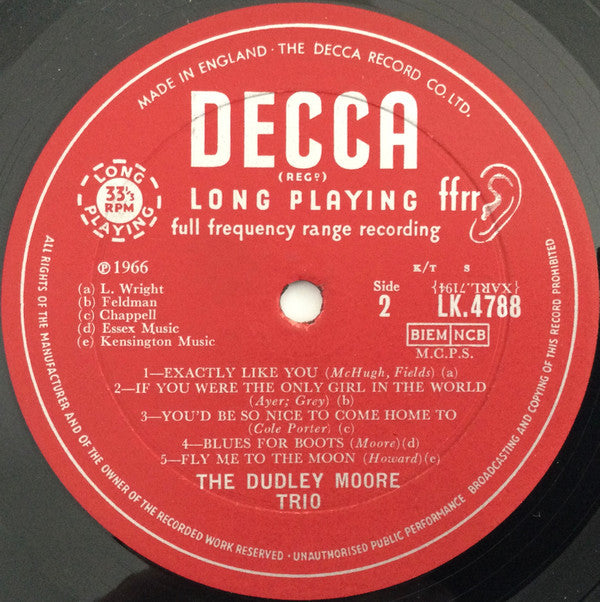 MADE IN ENGLAND · THE DECCA RECORD CO. LTD.
DECCA
(REGD)
LONG PLAYING
ffrr
full frequency range recording
LONG
33⅓
RPM
PLAYING
℗1966
(a) L. Wright
(b) Feldman
(c) Chappell
(d) Essex Music
(e) Kensington Music
K/T S
{XARL.7194}
Side
2
LK.4788
BIEM NCB
M.C.P.S.
1—EXACTLY LIKE YOU (McHugh, Fields) (a)
2—IF YOU WERE THE ONLY GIRL IN THE WORLD
(Ayer; Grey) (b)
3—YOU'D BE SO NICE TO COME HOME TO
(Cole Porter) (c)
4—BLUES FOR BOOTS (Moore)(d)
5—FLY ME TO THE MOON (Howard)(e)
THE DUDLEY MOORE
TRIO
ALL RIGHTS OF THE MANUFACTURER AND OF THE OWNER OF THE RECORDED WORK RESERVED · UNAUTHORISED PUBLIC PERFORMANCE BROADCASTING AND COPYING OF THIS RECORD PROHIBITED